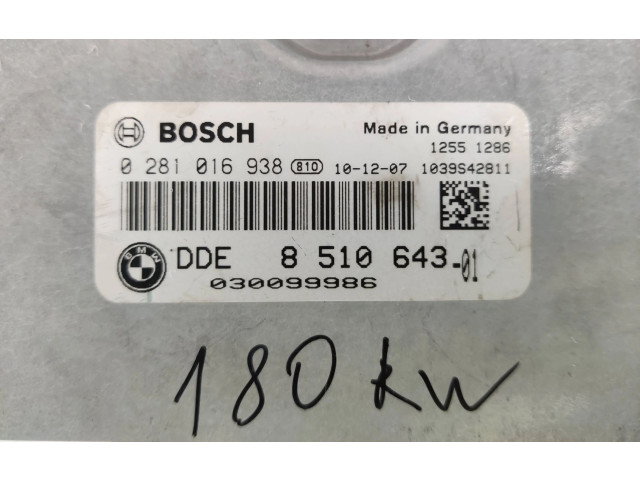 BOSCH Made in Germany
1255 1286
0 281 016 938 810 10-12-07 1039S42811
BMW DDE 8 510 643-01
030099986
180 kw